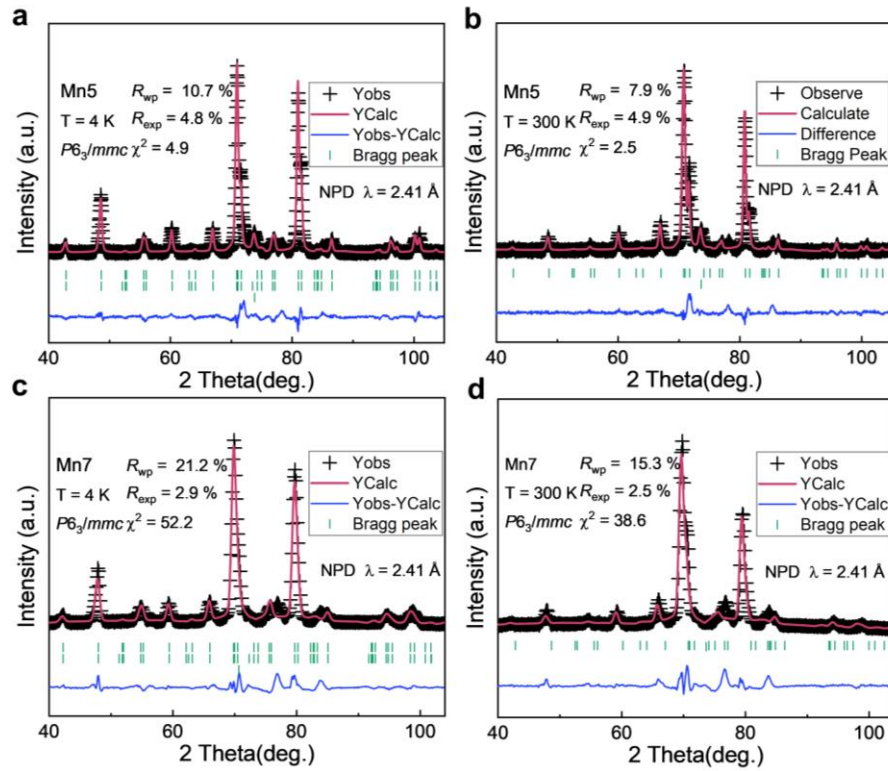 a
Mn5 Rwp = 10.7 %
T = 4 K Rexp = 4.8 %
P63/mmc χ2 = 4.9
Yobs
YCalc
Yobs-YCalc
Bragg peak
NPD λ = 2.41 Å
Intensity (a.u.)
40 60 80 100
2 Theta(deg.)
b
Mn5 Rwp = 7.9 %
T = 300 K Rexp = 4.9 %
P63/mmc χ2 = 2.5
Observe
Calculate
Difference
Bragg Peak
NPD λ = 2.41 Å
Intensity (a.u.)
40 60 80 100
2 Theta(deg.)
c
Mn7 Rwp = 21.2 %
T = 4 K Rexp = 2.9 %
P63/mmc χ2 = 52.2
Yobs
YCalc
Yobs-YCalc
Bragg peak
NPD λ = 2.41 Å
Intensity (a.u.)
40 60 80 100
2 Theta(deg.)
d
Mn7 Rwp = 15.3 %
T = 300 K Rexp = 2.5 %
P63/mmc χ2 = 38.6
Yobs
YCalc
Yobs-YCalc
Bragg peak
NPD λ = 2.41 Å
Intensity (a.u.)
40 60 80 100
2 Theta(deg.)